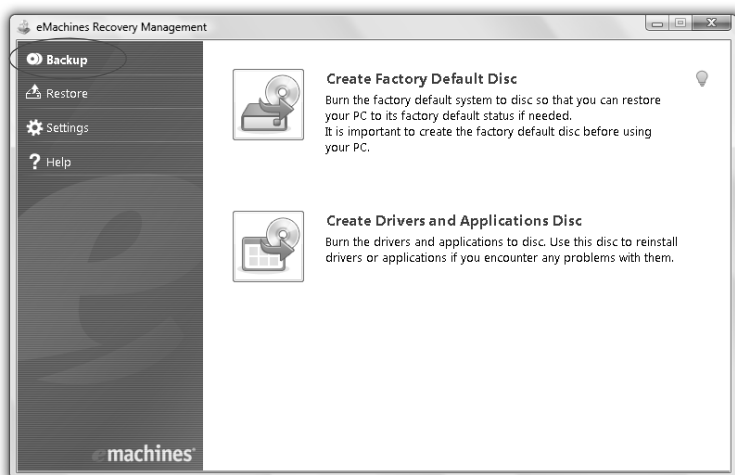 eMachines Recovery Management
Backup
Restore
Settings
Help
Create Factory Default Disc
Burn the factory default system to disc so that you can restore
your PC to its factory default status if needed.
It is important to create the factory default disc before using
your PC.
Create Drivers and Applications Disc
Burn the drivers and applications to disc. Use this disc to reinstall
drivers or applications if you encounter any problems with them.
emachines